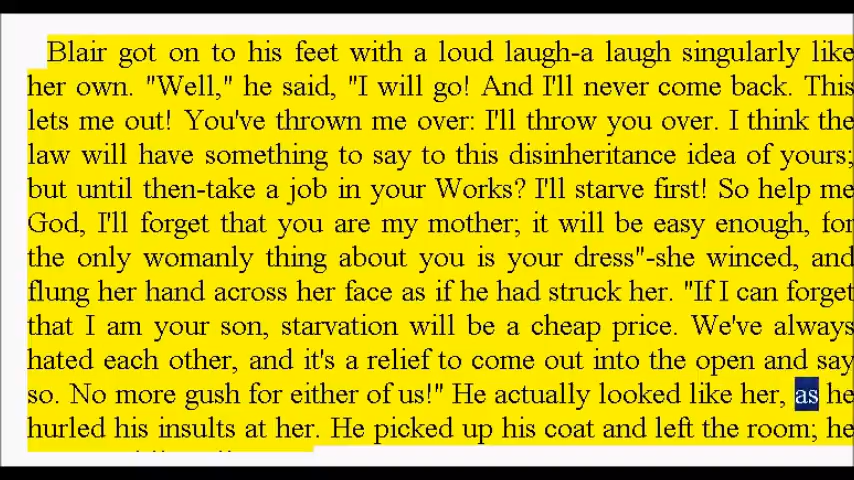 Blair got on to his feet with a loud laugh-a laugh singularly like
her own. "Well," he said, "I will go! And I'll never come back. This
lets me out! You've thrown me over: I'll throw you over. I think the
law will have something to say to this disinheritance idea of yours;
but until then-take a job in your Works? I'll starve first! So help me
God, I'll forget that you are my mother; it will be easy enough, for
the only womanly thing about you is your dress"-she winced, and
flung her hand across her face as if he had struck her. "If I can forget
that I am your son, starvation will be a cheap price. We've always
hated each other, and it's a relief to come out into the open and say
so. No more gush for either of us!" He actually looked like her, as he
hurled his insults at her. He picked up his coat and left the room; he